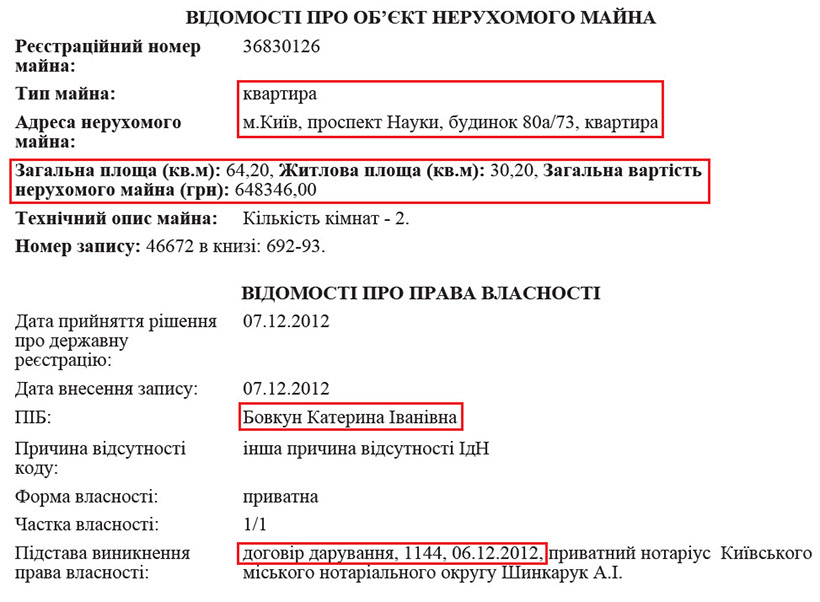 ВІДОМОСТІ ПРО ОБ’ЄКТ НЕРУХОМОГО МАЙНА
Реєстраційний номер майна: 36830126
Тип майна: квартира
Адреса нерухомого майна: м.Київ, проспект Науки, будинок 80а/73, квартира
Загальна площа (кв.м): 64,20, Житлова площа (кв.м): 30,20, Загальна вартість
нерухомого майна (грн): 648346,00
Технічний опис майна: Кількість кімнат - 2.
Номер запису: 46672 в книзі: 692-93.
ВІДОМОСТІ ПРО ПРАВА ВЛАСНОСТІ
Дата прийняття рішення про державну реєстрацію: 07.12.2012
Дата внесення запису: 07.12.2012
ПІБ: Бовкун Катерина Іванівна
Причина відсутності коду: інша причина відсутності ІдН
Форма власності: приватна
Частка власності: 1/1
Підстава виникнення права власності: договір дарування, 1144, 06.12.2012, приватний нотаріус Київського
міського нотаріального округу Шинкарук А.І.